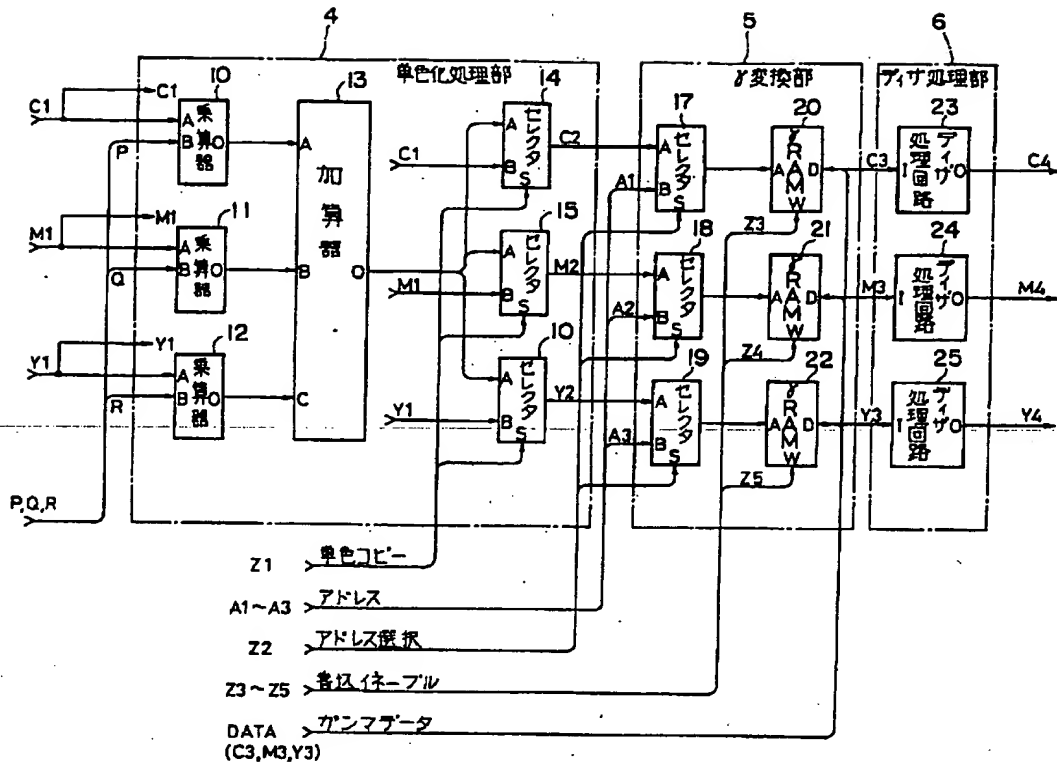 4
5
6
単色化処理部
γ変換部
ディザ処理部
10
13
14
17
20
23
C1
C1
A
B
O
乗算器
P
A
加算器
C1
A
B
S
セレクタ
C2
A
B
S
セレクタ
A1
A
D
W
γRAM
Z3
C3
I
O
ディザ処理回路
C4
11
15
18
21
24
M1
M1
A
B
O
乗算器
Q
B
O
M1
A
B
S
セレクタ
M2
A
B
S
セレクタ
A2
A
D
W
γRAM
Z4
M3
I
O
ディザ処理回路
M4
12
10
19
22
25
Y1
Y1
A
B
O
乗算器
R
C
Y1
A
B
S
セレクタ
Y2
A
B
S
セレクタ
A3
A
D
W
γRAM
Z5
Y3
I
O
ディザ処理回路
Y4
P,Q,R
Z1 単色コピー
A1~A3 アドレス
Z2 アドレス選択
Z3~Z5 書込イネーブル
DATA ガンマデータ
(C3,M3,Y3)